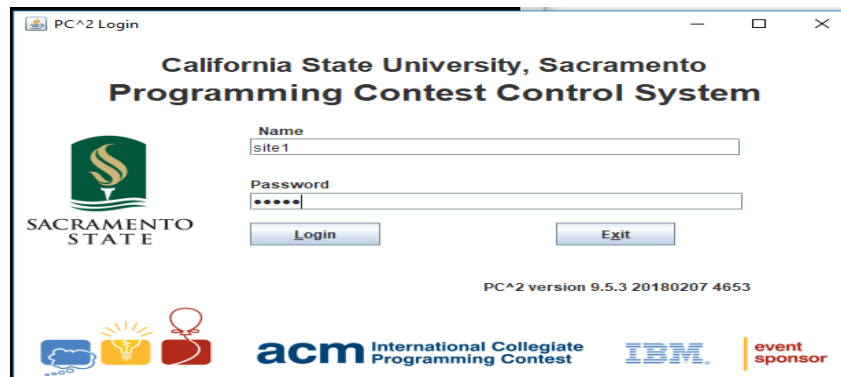 PC^2 Login
California State University, Sacramento
Programming Contest Control System
Name
site1
Password
•••••
SACRAMENTO
STATE
Login
Exit
PC^2 version 9.5.3 20180207 4653
acm International Collegiate
Programming Contest
IBM.
event
sponsor